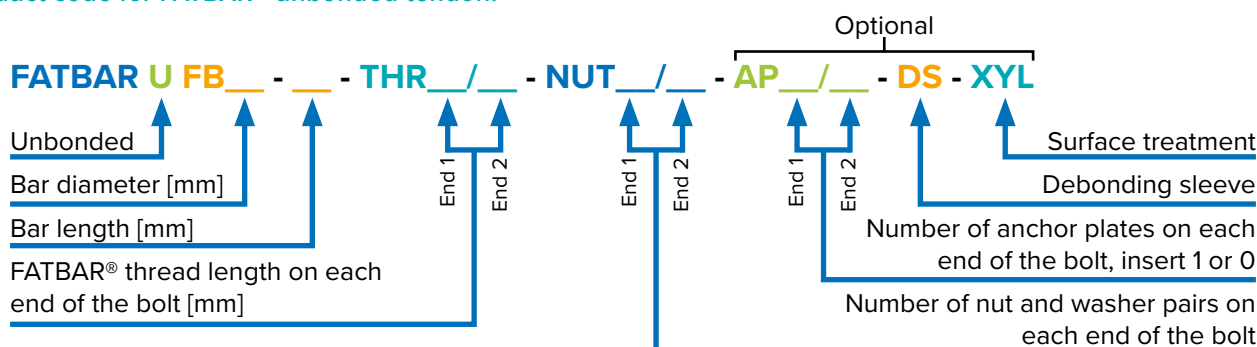 Optional
FATBAR U FB__ - __ - THR__/__ - NUT__/__ - AP__/__ - DS - XYL
Unbonded
Bar diameter [mm]
Bar length [mm]
FATBAR® thread length on each
end of the bolt [mm]
End 1
End 2
End 1
End 2
End 1
End 2
Surface treatment
Debonding sleeve
Number of anchor plates on each
end of the bolt, insert 1 or 0
Number of nut and washer pairs on
each end of the bolt